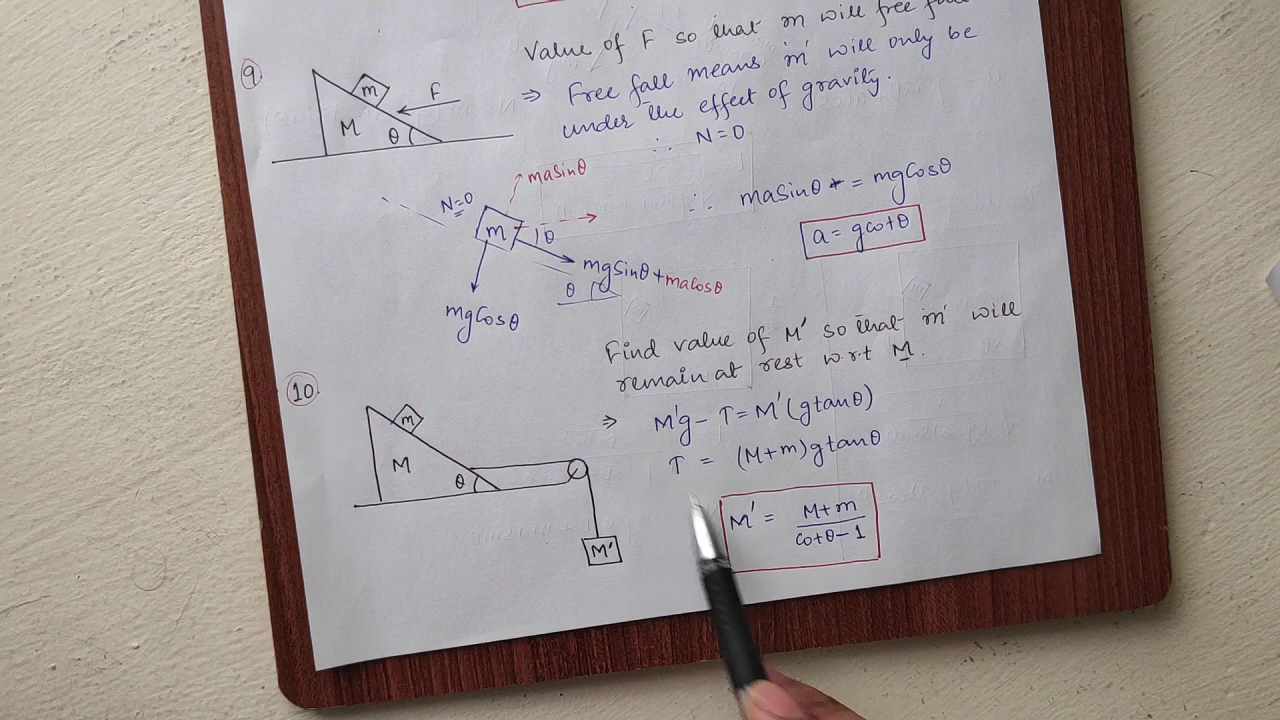 Value of F so that m will free fall
9
m
F
M
θ
⇒ Free fall means 'm' will only be
under the effect of gravity.
∴ N=0
masinθ
N=0
m
θ
∴ masinθ = mgcosθ
a = gcotθ
mgsinθ + macosθ
θ
mgcosθ
Find value of M' so that 'm' will
remain at rest w.r.t M.
10
m
M
θ
M'
⇒ M'g - T = M'(gtanθ)
T = (M+m)gtanθ
M' = M+m
cotθ-1